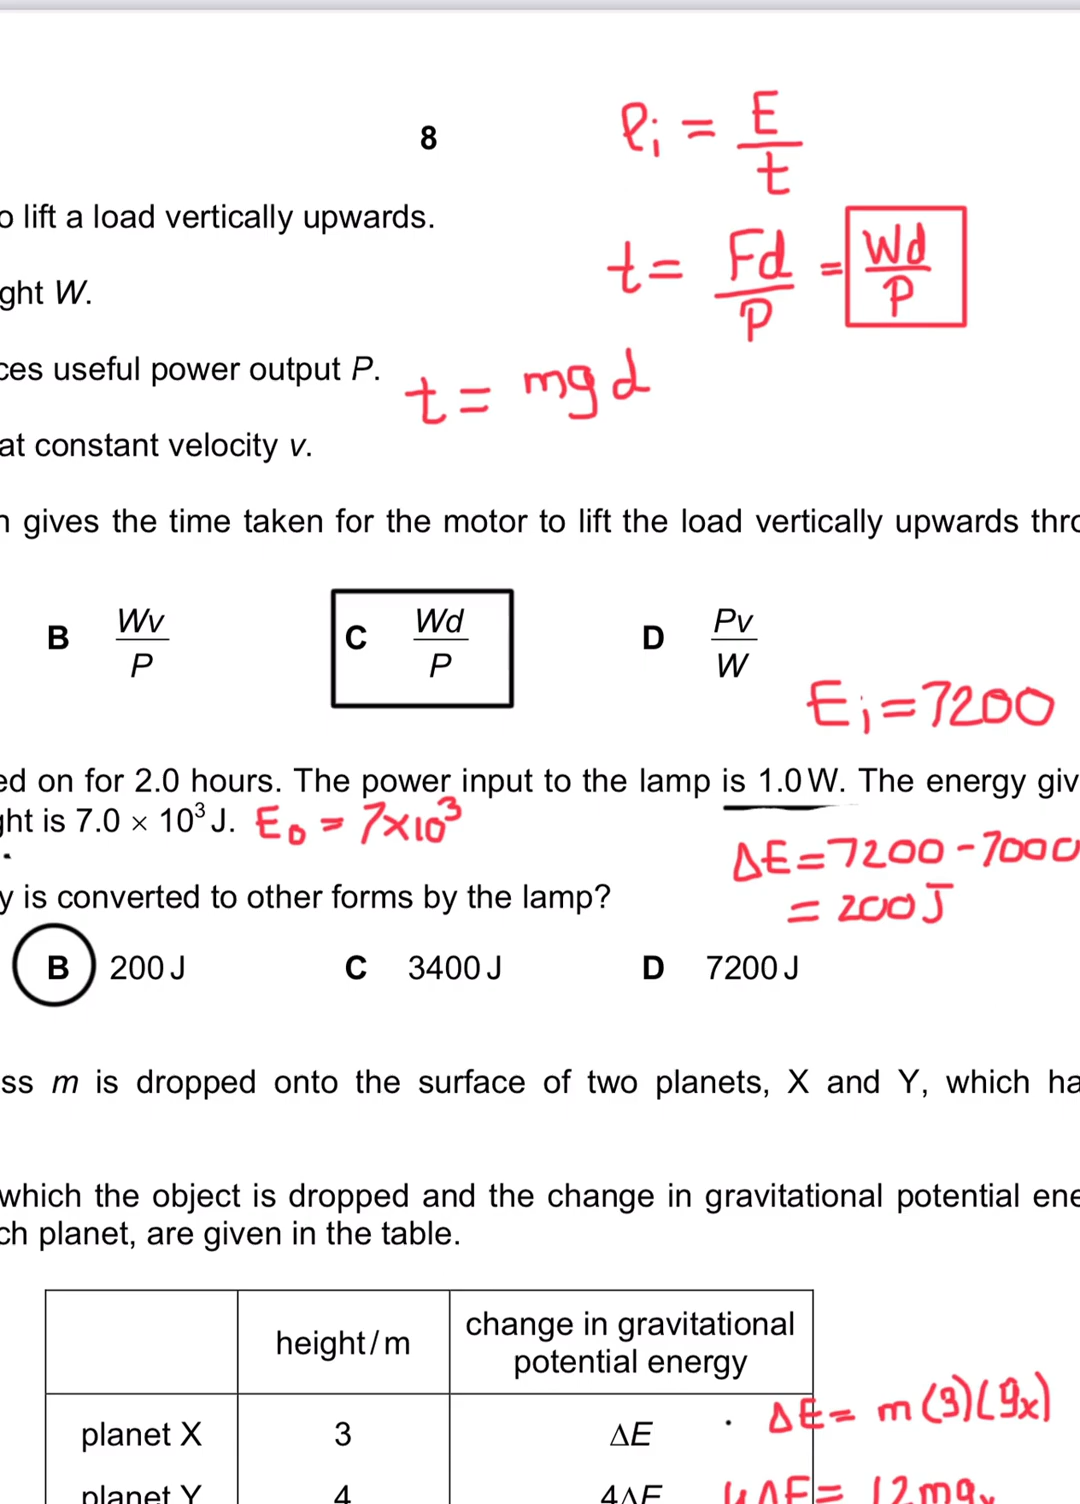 8
P_i = E/t
o lift a load vertically upwards.
t = Fd/P = Wd/P
ght W.
ces useful power output P.
t = mgd
at constant velocity v.
gives the time taken for the motor to lift the load vertically upwards thro
B Wv/P C Wd/P D Pv/W
E_i = 7200
ed on for 2.0 hours. The power input to the lamp is 1.0 W. The energy giv
ght is 7.0 × 10³ J. E_o = 7×10³
ΔE = 7200 - 7000
y is converted to other forms by the lamp?
= 200J
B 200 J C 3400 J D 7200 J
ss m is dropped onto the surface of two planets, X and Y, which ha
which the object is dropped and the change in gravitational potential ene
ch planet, are given in the table.
height/m change in gravitational potential energy
planet X 3 ΔE ΔE = m(3)(g_x)
planet Y 4 4ΔE